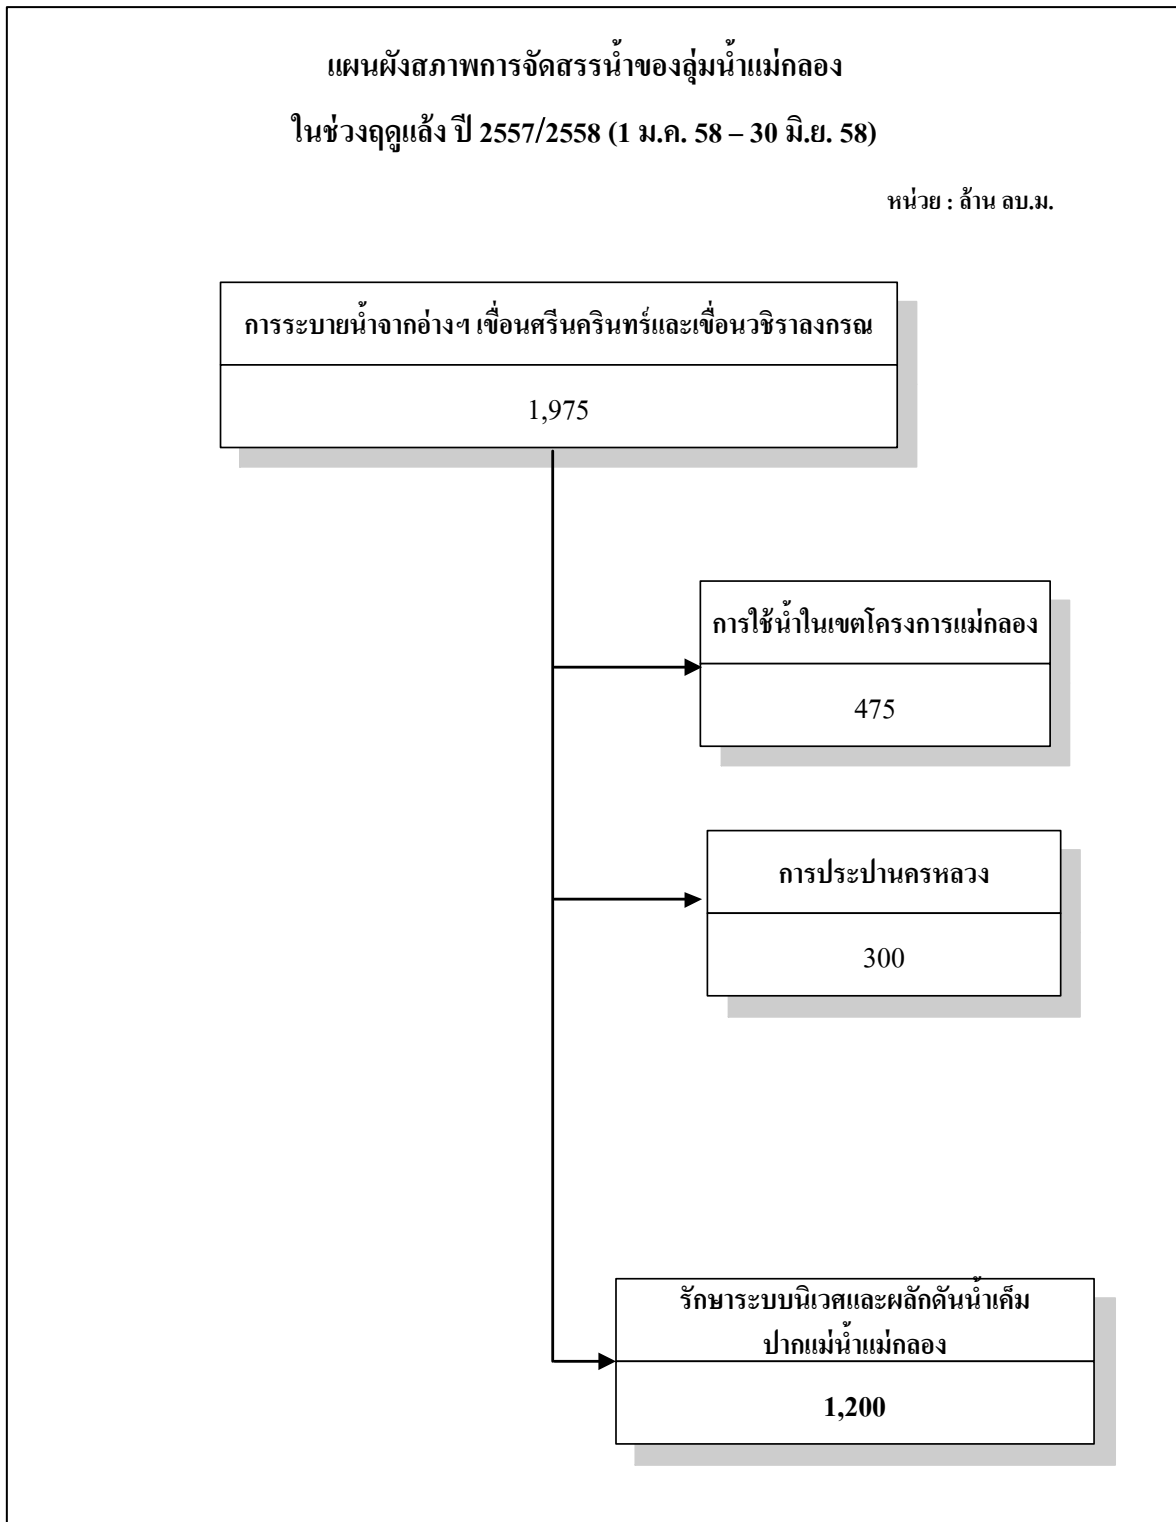 แผนผังสภาพการจัดสรรน้ำของลุ่มน้ำแม่กลอง
ในช่วงฤดูแล้ง ปี 2557/2558 (1 ม.ค. 58 – 30 มิ.ย. 58)
หน่วย : ล้าน ลบ.ม.
การระบายน้ำจากอ่างฯ เขื่อนศรีนครินทร์และเขื่อนวชิราลงกรณ
1,975
การใช้น้ำในเขตโครงการแม่กลอง
475
การประปานครหลวง
300
รักษาระบบนิเวศและผลักดันน้ำเค็ม
ปากแม่น้ำแม่กลอง
1,200